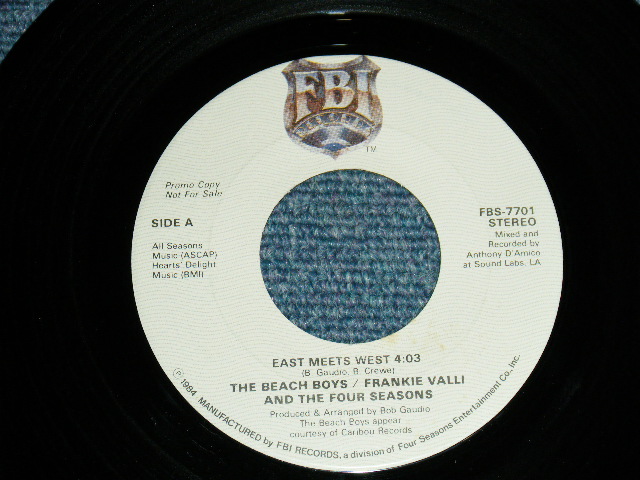 FBI
TM
Promo Copy
Not For Sale
SIDE A
All Seasons
Music (ASCAP)
Hearts' Delight
Music (BMI)
FBS-7701
STEREO
Mixed and
Recorded by
Anthony D'Amico
at Sound Labs, LA
EAST MEETS WEST 4:03
(B. Gaudio, B. Crewe)
THE BEACH BOYS / FRANKIE VALLI
AND THE FOUR SEASONS
Produced & Arranged by Bob Gaudio
The Beach Boys appear
courtesy of Caribou Records
℗ 1984 MANUFACTURED by FBI RECORDS, a division of Four Seasons Entertainment Co., Inc.